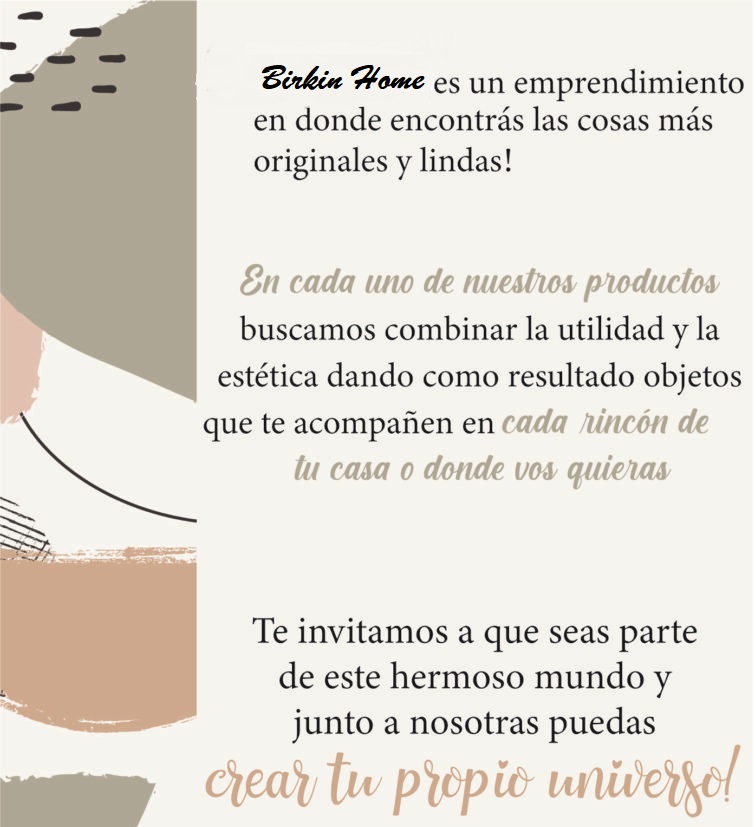 Birkin Home es un emprendimiento
en donde encontrás las cosas más
originales y lindas!
En cada uno de nuestros productos
buscamos combinar la utilidad y la
estética dando como resultado objetos
que te acompañen en cada rincón de
tu casa o donde vos quieras
Te invitamos a que seas parte
de este hermoso mundo y
junto a nosotras puedas
crear tu propio universo!